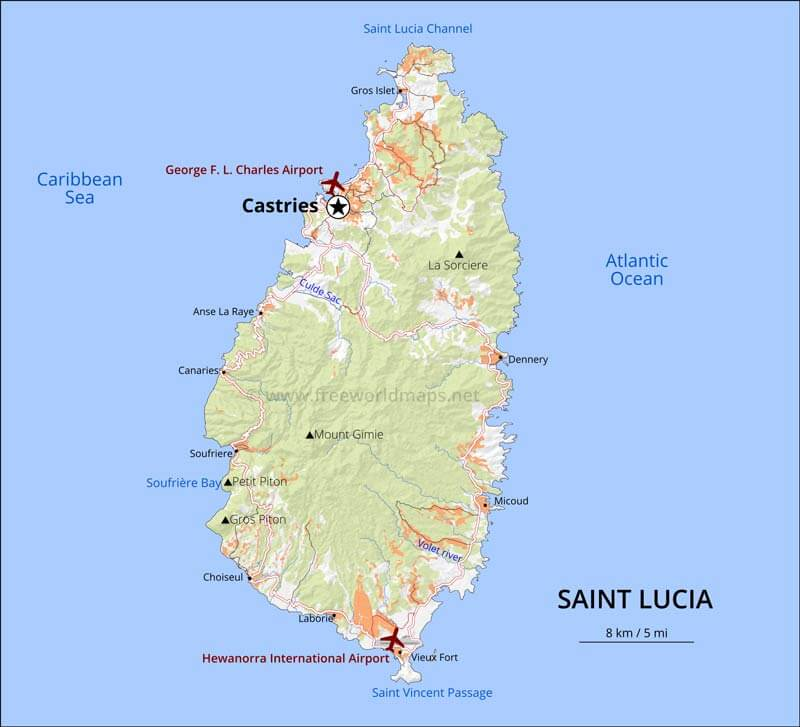 Saint Lucia Channel
Gros Islet
George F. L. Charles Airport
Caribbean
Sea
Castries
La Sorciere
Atlantic
Ocean
Culde Sac
Anse La Raye
Dennery
Canaries
© www.freeworldmaps.net
Mount Gimie
Soufriere
Soufrière Bay
Petit Piton
Micoud
Gros Piton
Volet river
Choiseul
SAINT LUCIA
Laborie
8 km / 5 mi
Hewanorra International Airport
Vieux Fort
Saint Vincent Passage